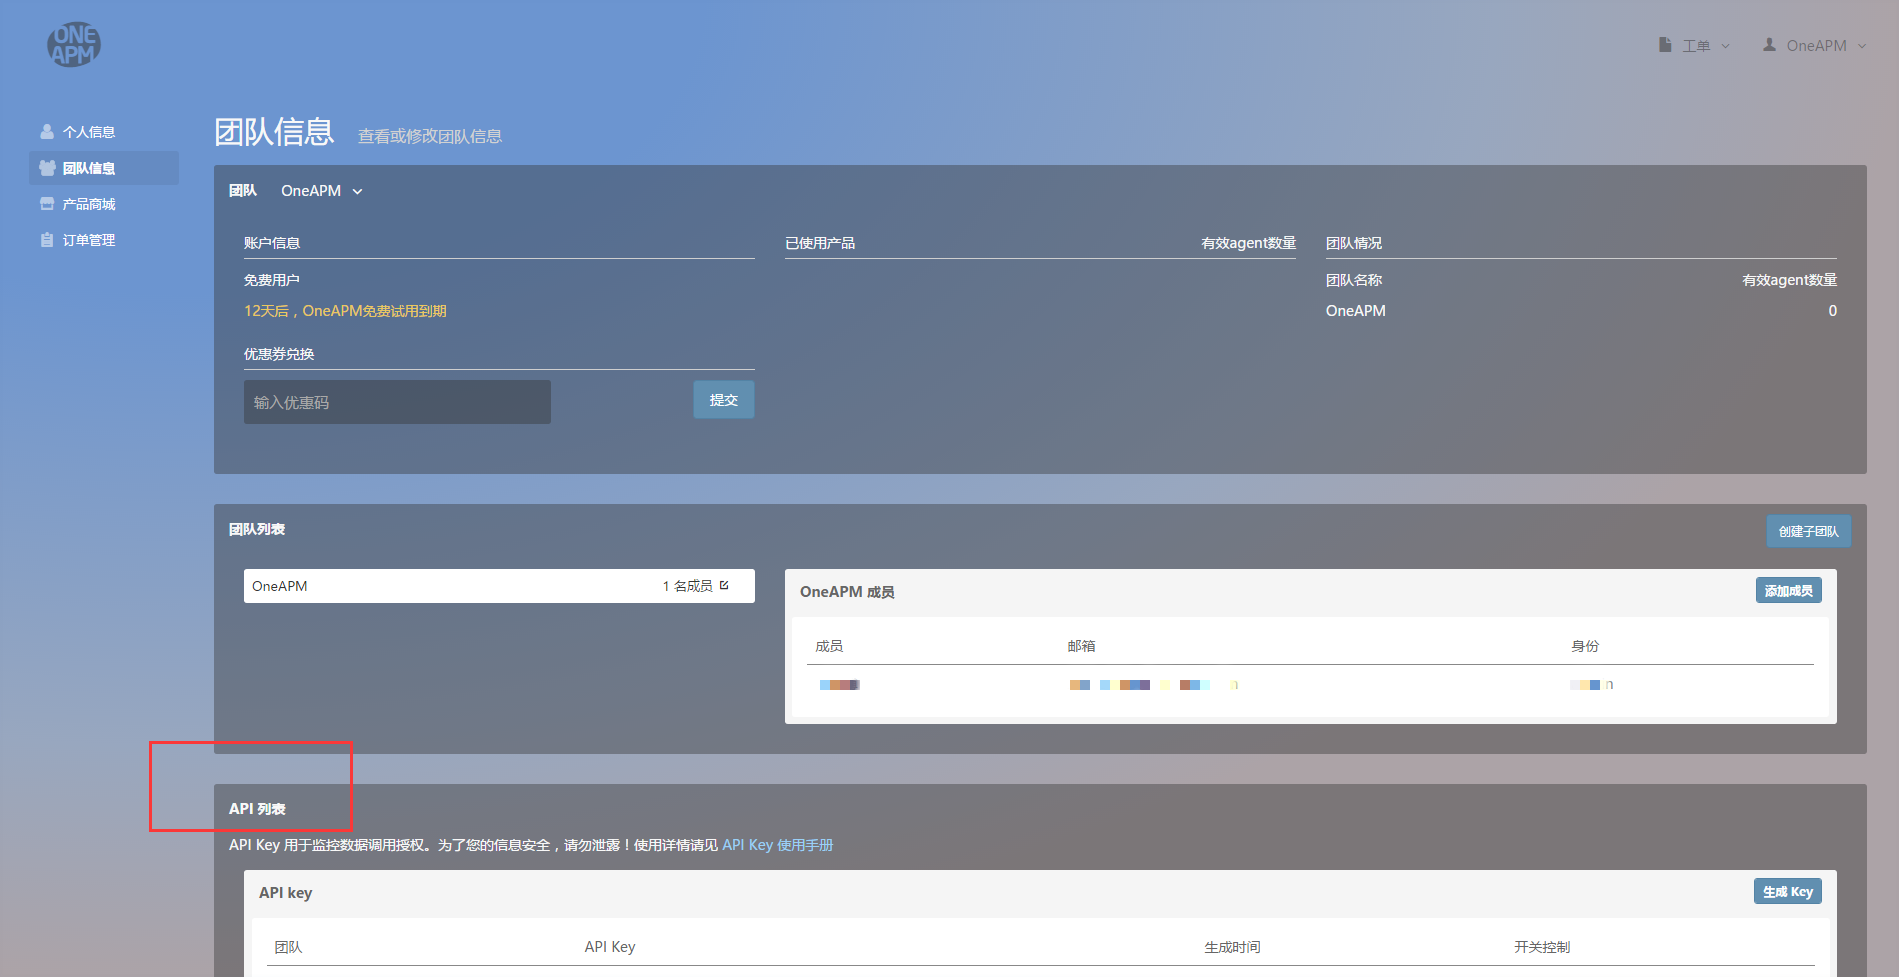 ONE
APM
工单
OneAPM
个人信息
团队信息
产品商城
订单管理
团队信息 查看或修改团队信息
团队 OneAPM
账户信息
免费用户
12天后，OneAPM免费试用到期
优惠券兑换
输入优惠码
提交
已使用产品 有效agent数量
团队情况
团队名称 有效agent数量
OneAPM 0
团队列表
创建子团队
OneAPM 1 名成员
OneAPM 成员
添加成员
成员 邮箱 身份
API 列表
API Key 用于监控数据调用授权。为了您的信息安全，请勿泄露！使用详情请见 API Key 使用手册
API key
生成 Key
团队 API Key 生成时间 开关控制